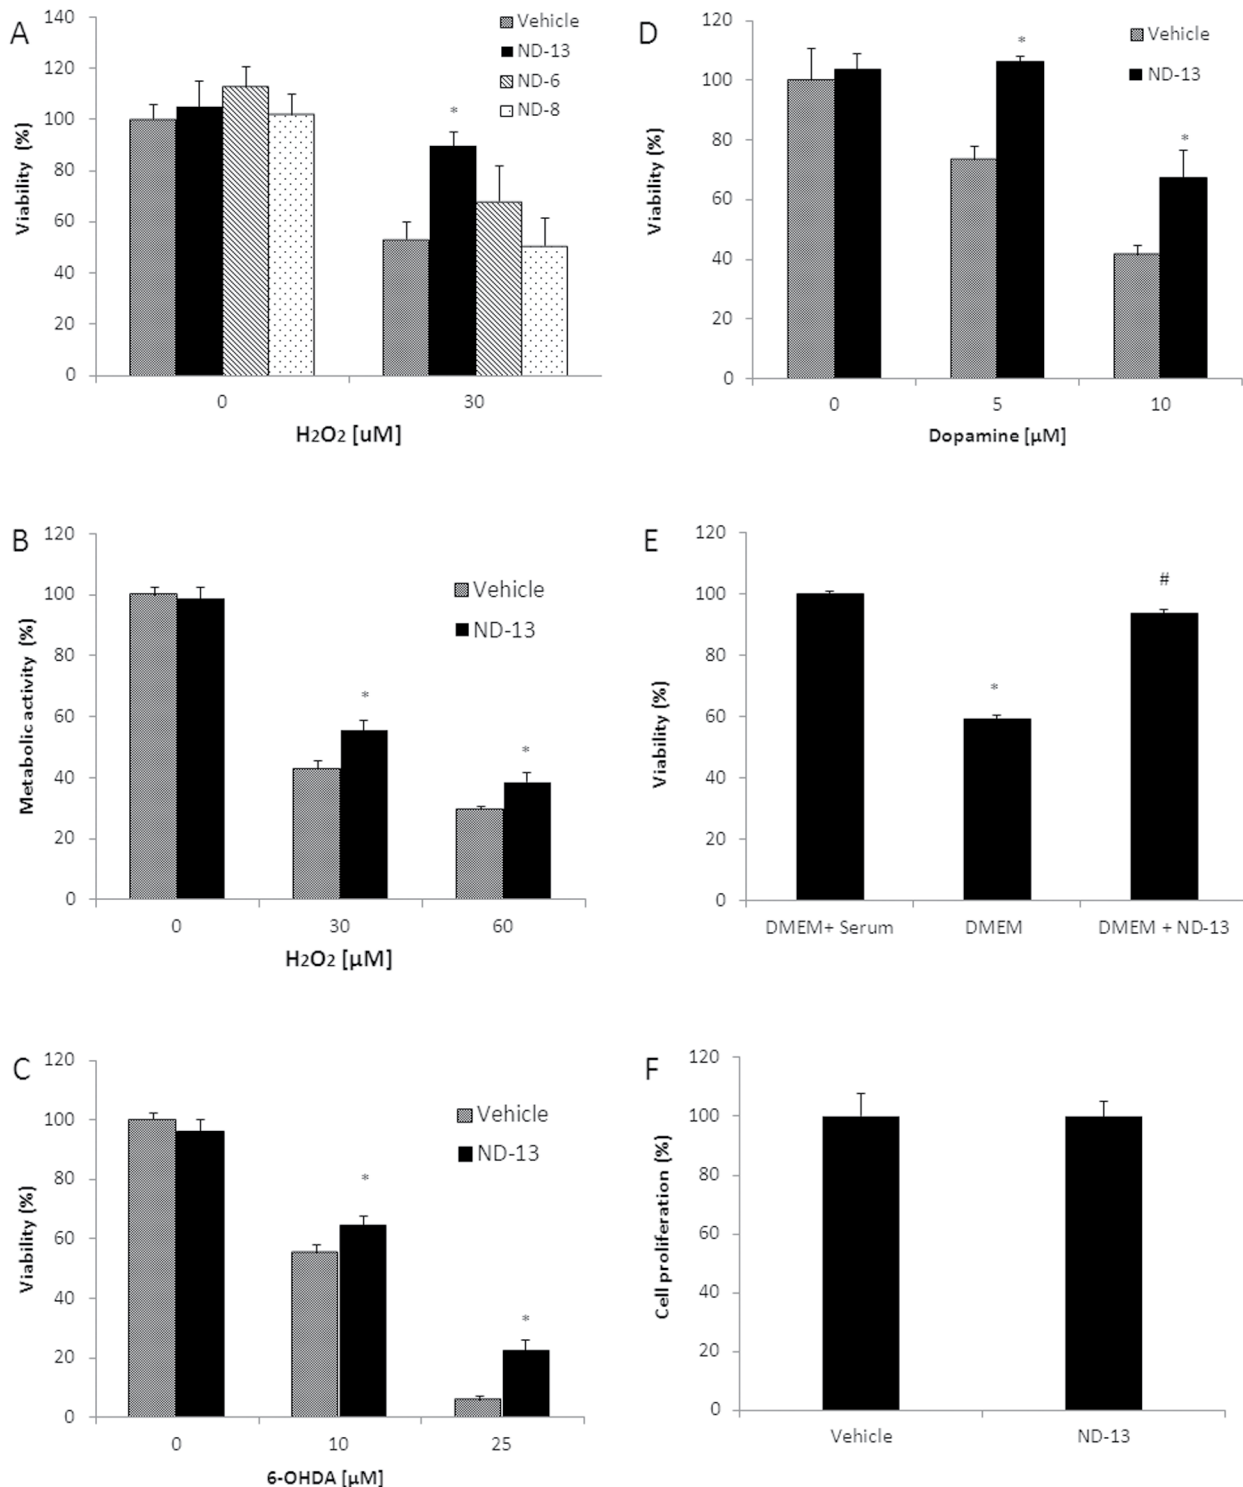 A
Vehicle
ND-13
ND-6
ND-8
140
120
100
80
60
40
20
0
*
Viability (%)
0 30
H2O2 [uM]
D
Vehicle
ND-13
120
100
80
60
40
20
0
*
*
Viability (%)
0 5 10
Dopamine [µM]
B
Vehicle
ND-13
120
100
80
60
40
20
0
*
*
Metabolic activity (%)
0 30 60
H2O2 [µM]
E
120
100
80
60
40
20
0
*
#
Viability (%)
DMEM+ Serum DMEM DMEM + ND-13
C
Vehicle
ND-13
120
100
80
60
40
20
0
*
*
Viability (%)
0 10 25
6-OHDA [µM]
F
120
100
80
60
40
20
0
Cell proliferation (%)
Vehicle ND-13